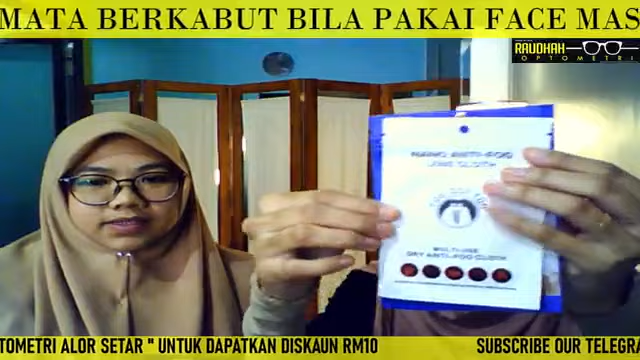 MATA BERKABUT BILA PAKAI FACE MAS
RAUDHAH
OPTOMETRI
NANO ANTI-FOG
LENS CLOTH
MULTI-USE
DRY ANTI-FOG CLOTH
TOMETRI ALOR SETAR " UNTUK DAPATKAN DISKAUN RM10
SUBSCRIBE OUR TELEGRA